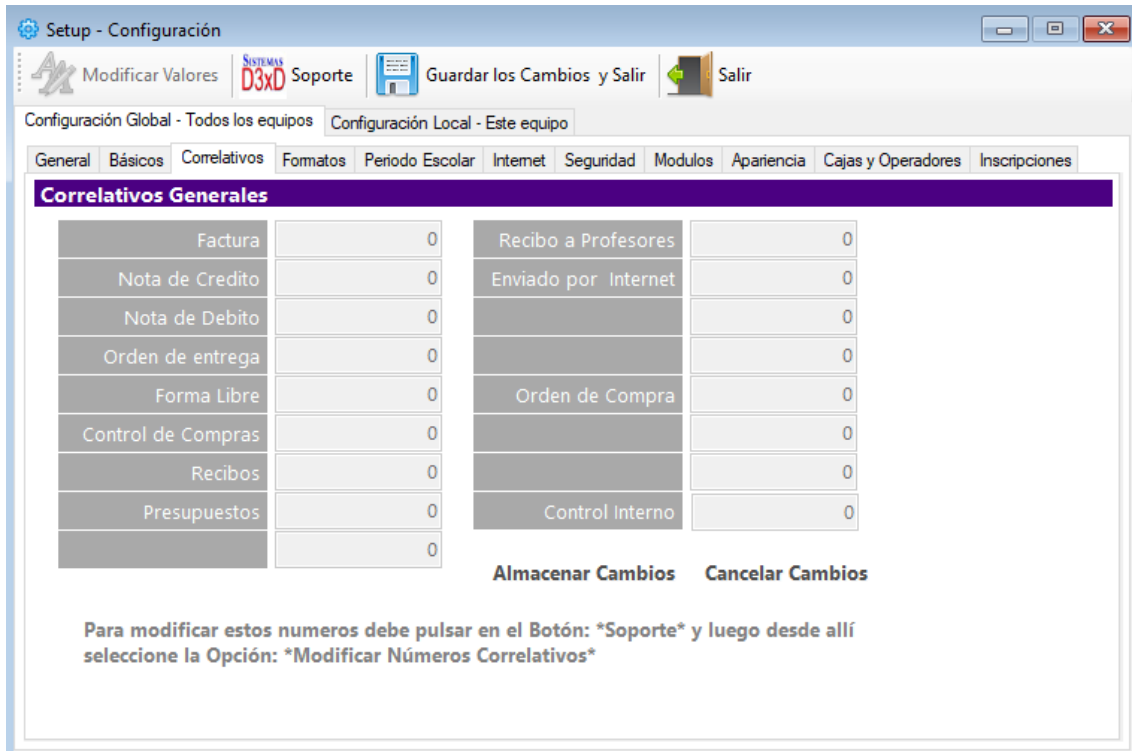 Setup - Configuración
Modificar Valores
SISTEMAS
D3xD
Soporte
Guardar los Cambios y Salir
Salir
Configuración Global - Todos los equipos
Configuración Local - Este equipo
General
Básicos
Correlativos
Formatos
Periodo Escolar
Internet
Seguridad
Modulos
Apariencia
Cajas y Operadores
Inscripciones
Correlativos Generales
Factura 0
Nota de Credito 0
Nota de Debito 0
Orden de entrega 0
Forma Libre 0
Control de Compras 0
Recibos 0
Presupuestos 0
0
Recibo a Profesores 0
Enviado por Internet 0
0
0
Orden de Compra 0
0
0
Control Interno 0
Almacenar Cambios
Cancelar Cambios
Para modificar estos numeros debe pulsar en el Botón: *Soporte* y luego desde allí
seleccione la Opción: *Modificar Números Correlativos*